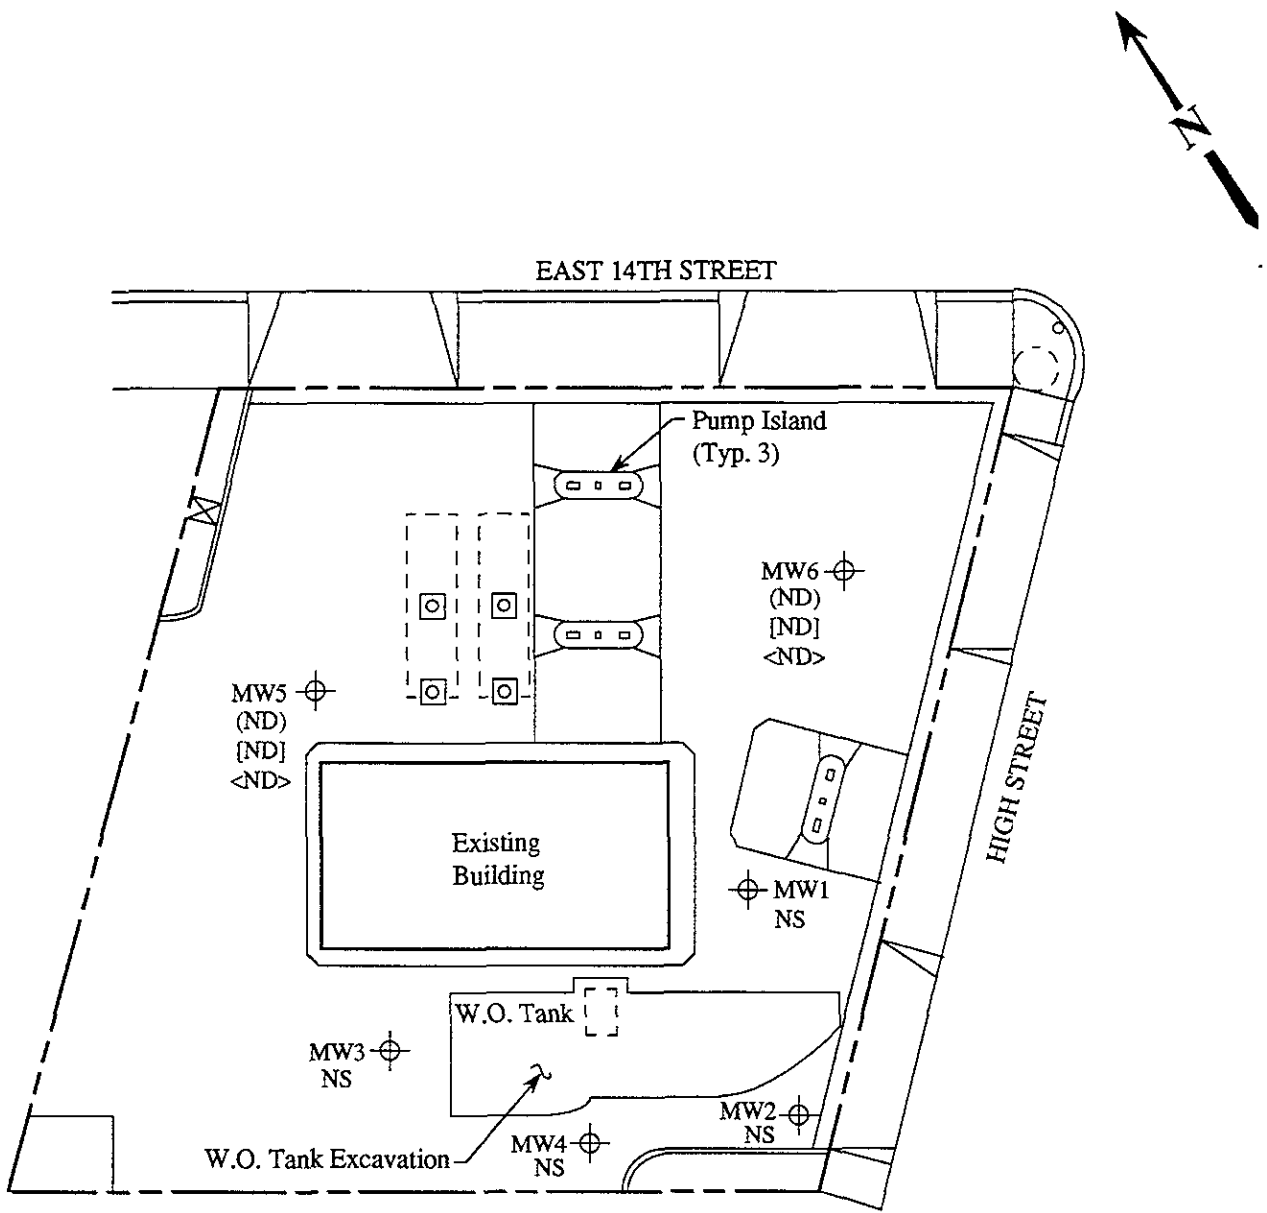 N
EAST 14TH STREET
Pump Island
(Typ. 3)
MW6
(ND)
[ND]
<ND>
MW5
(ND)
[ND]
<ND>
HIGH STREET
Existing
Building
MW1
NS
W.O. Tank
MW3
NS
MW2
NS
MW4
NS
W.O. Tank Excavation